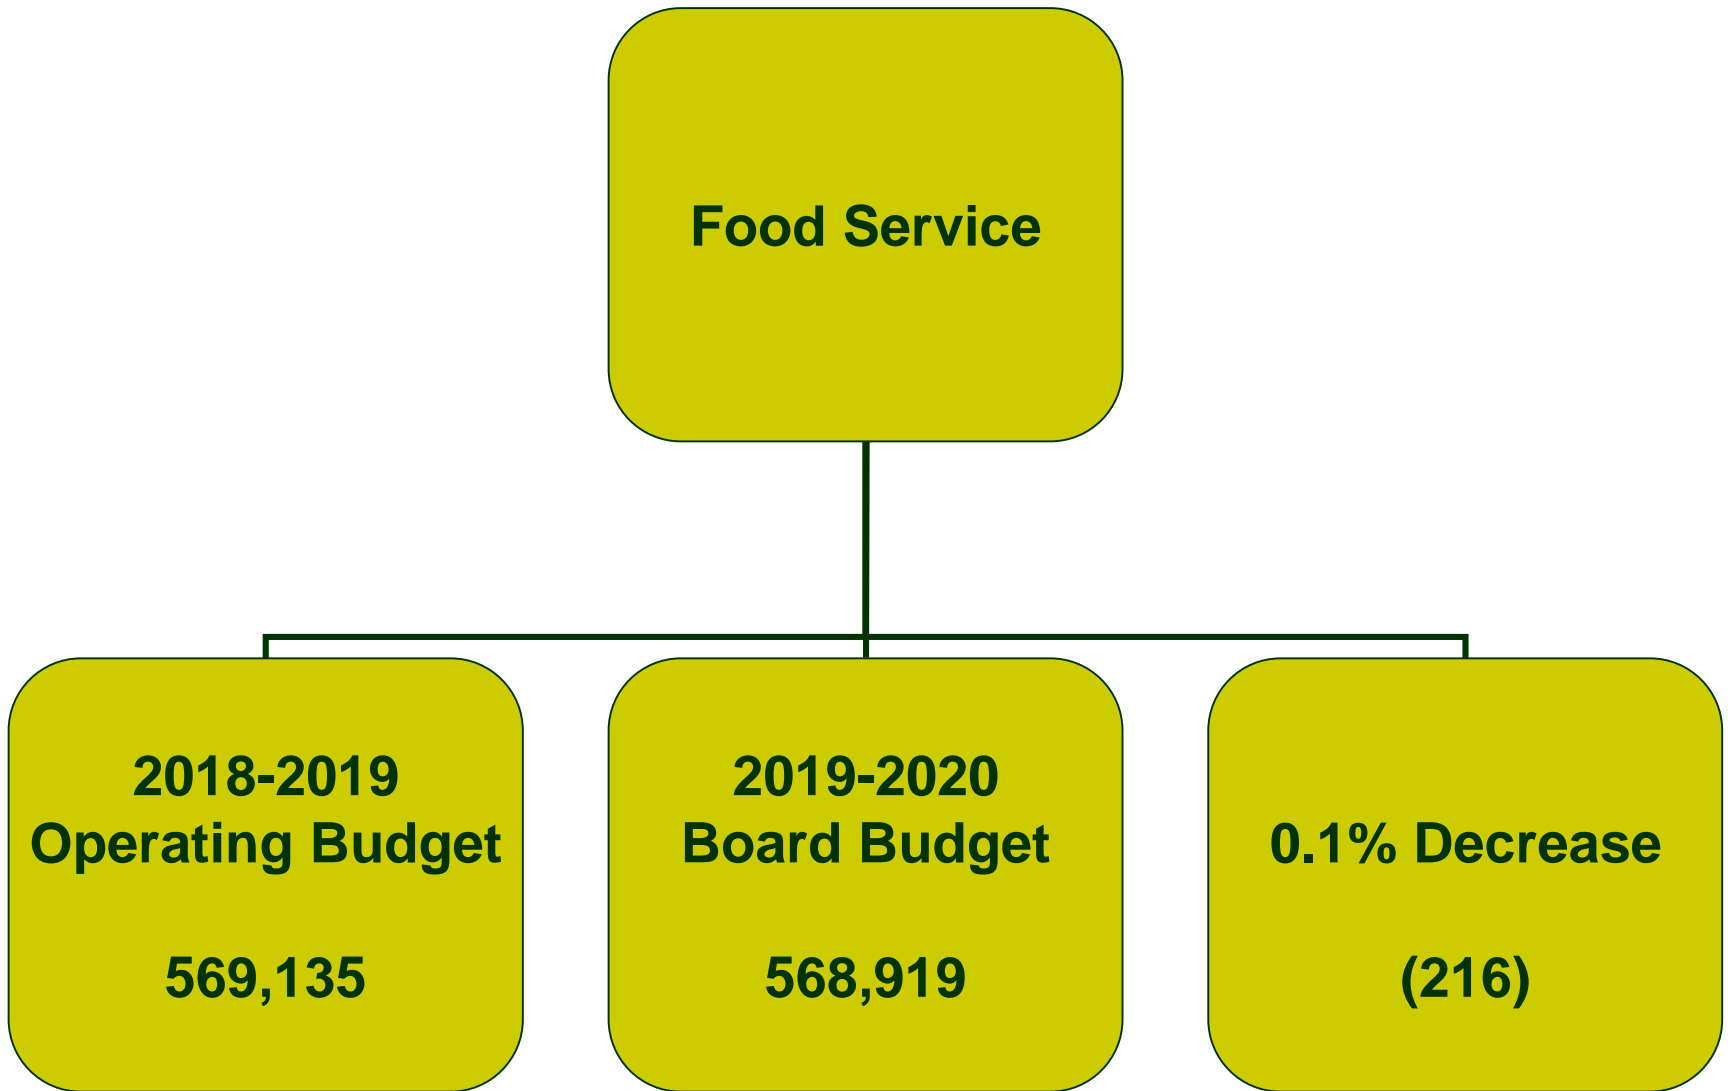 Food Service
2018-2019
Operating Budget
569,135
2019-2020
Board Budget
568,919
0.1% Decrease
(216)